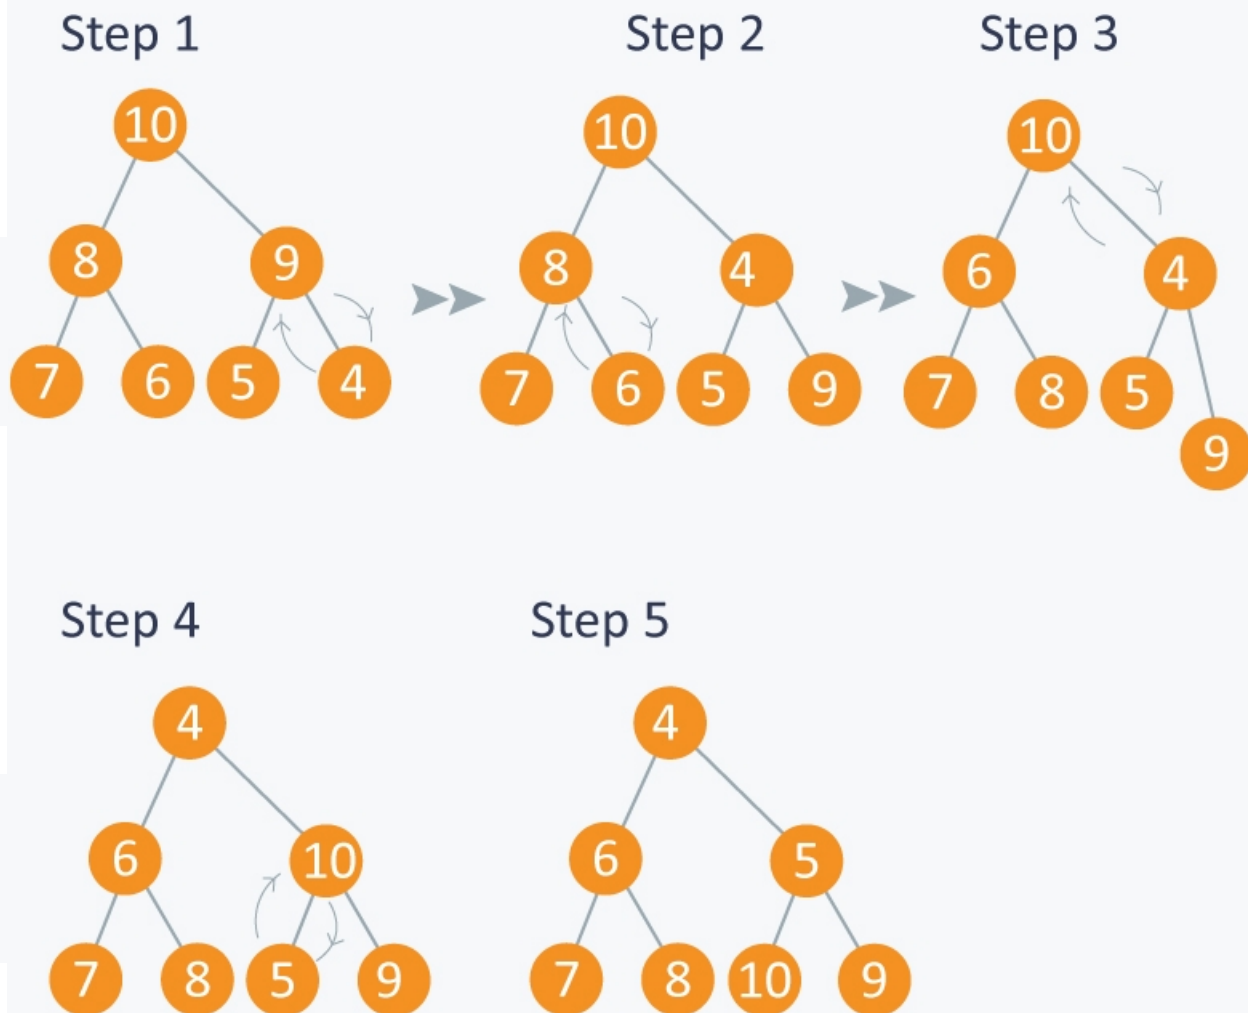 Step 1 Step 2 Step 3
10 10 10
8 9 8 4 6 4
7 6 5 4 7 6 5 9 7 8 5
9
Step 4 Step 5
4 4
6 10 6 5
7 8 5 9 7 8 10 9